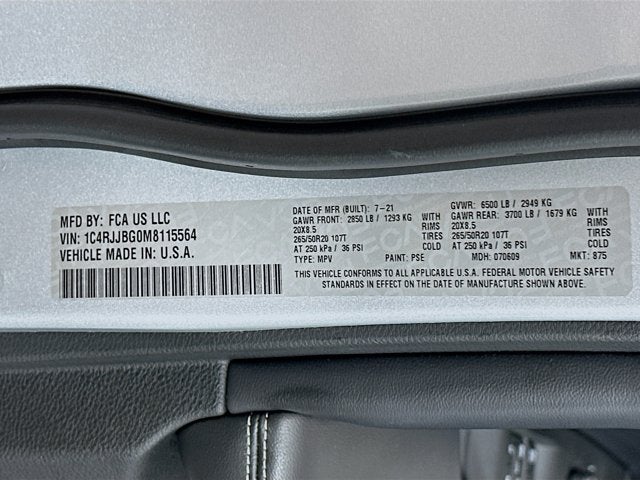 MFD BY: FCA US LLC
VIN: 1C4RJJBG0M8115564
VEHICLE MADE IN: U.S.A.
DATE OF MFR (BUILT): 7-21
GAWR FRONT: 2850 LB / 1293 KG
20X8.5
265/50R20 107T
AT 250 kPa / 36 PSI
TYPE: MPV
WITH
TIRES
RIMS AT
PAINT: PSE
GVWR: 6500 LB / 2949 KG
GAWR REAR: 3700 LB / 1679 KG
20X8.5
265/50R20 107T
AT 250 kPa / 36 PSI
MDH: 070609
WITH
TIRES
RIMS AT
MKT: 875
THIS VEHICLE CONFORMS TO ALL APPLICABLE U.S.A. FEDERAL MOTOR VEHICLE SAFETY
STANDARDS IN EFFECT ON THE DATE OF MANUFACTURE SHOWN ABOVE.